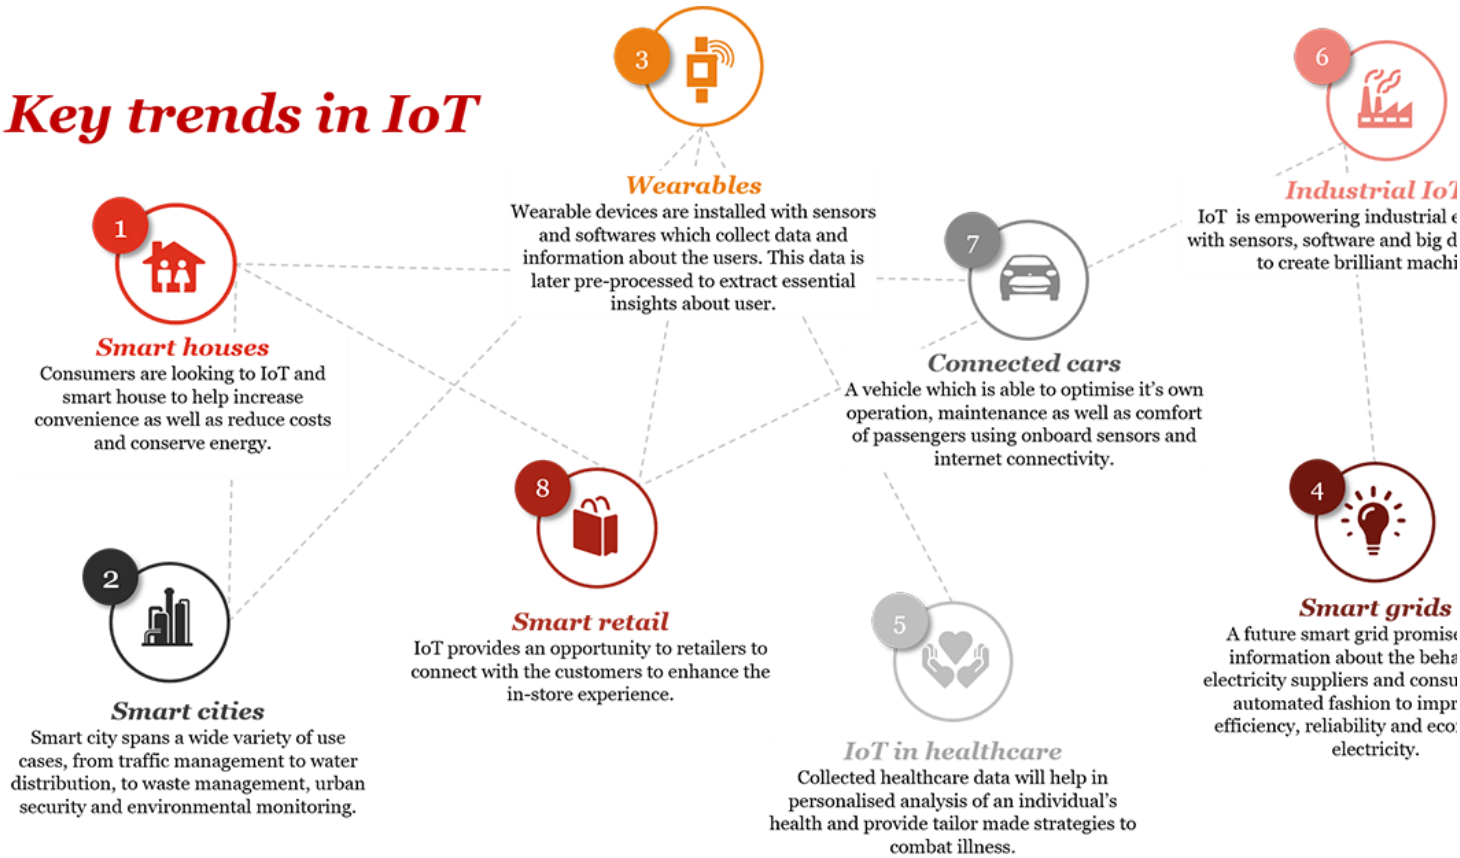 Key trends in IoT
1
Smart houses
Consumers are looking to IoT and
smart house to help increase
convenience as well as reduce costs
and conserve energy.
2
Smart cities
Smart city spans a wide variety of use
cases, from traffic management to water
distribution, to waste management, urban
security and environmental monitoring.
3
Wearables
Wearable devices are installed with sensors
and softwares which collect data and
information about the users. This data is
later pre-processed to extract essential
insights about user.
8
Smart retail
IoT provides an opportunity to retailers to
connect with the customers to enhance the
in-store experience.
7
Connected cars
A vehicle which is able to optimise it's own
operation, maintenance as well as comfort
of passengers using onboard sensors and
internet connectivity.
5
IoT in healthcare
Collected healthcare data will help in
personalised analysis of an individual's
health and provide tailor made strategies to
combat illness.
6
Industrial IoT
IoT is empowering industrial
with sensors, software and big
to create brilliant
4
Smart grids
A future smart grid
information about the
electricity suppliers and
automated fashion to
efficiency, reliability and
electricity.